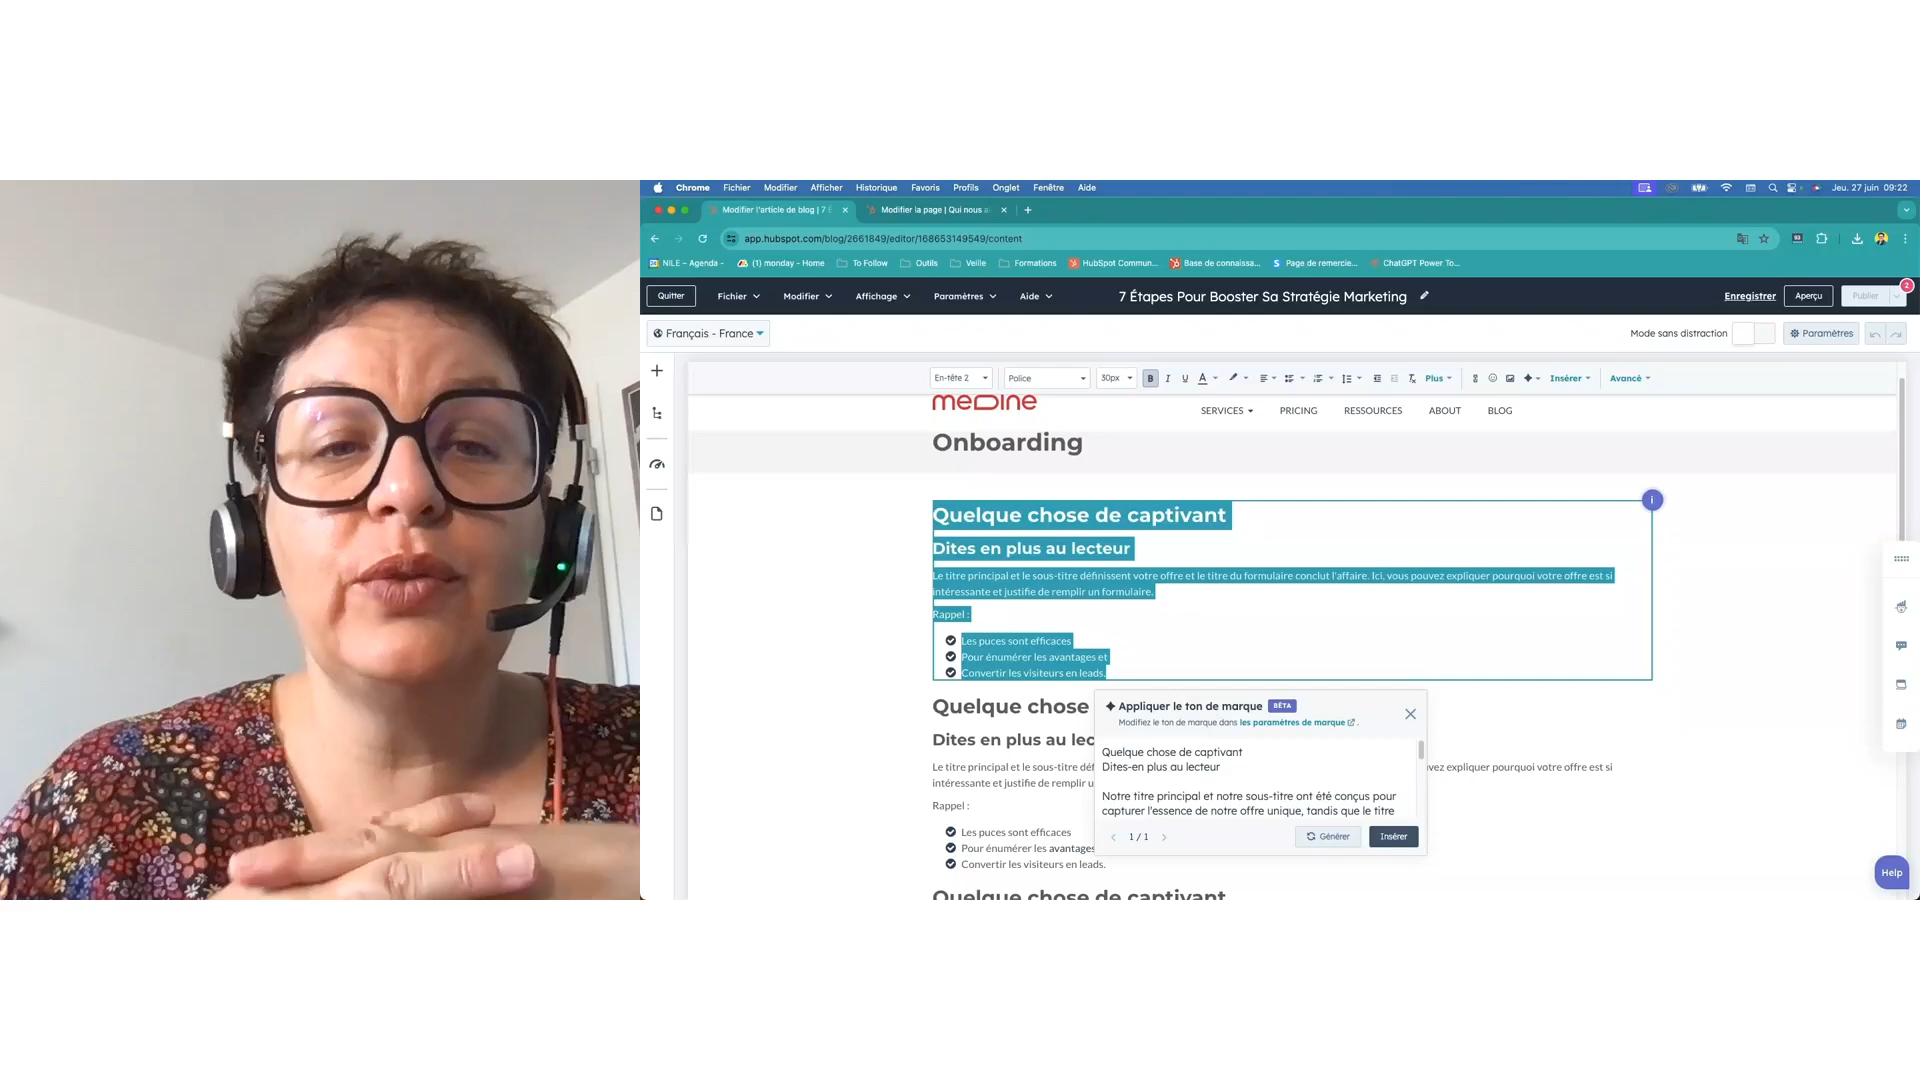 Chrome Fichier Modifier Afficher Historique Favoris Profils Onglet Fenêtre Aide Jeu. 27 juin 09:22
Modifier l'article de blog | 7 É Modifier la page | Qui nous a
app.hubspot.com/blog/2661849/editor/168653149549/content
NILE – Agenda - (1) monday - Home To Follow Outils Veille Formations HubSpot Commun... Base de connaissa... Page de remercie... ChatGPT Power To...
Quitter Fichier Modifier Affichage Paramètres Aide 7 Étapes Pour Booster Sa Stratégie Marketing Enregistrer Aperçu Publier 2
Français - France Mode sans distraction Paramètres
En-tête 2 Police 30px B I U A Plus Insérer Avancé
meDine SERVICES PRICING RESSOURCES ABOUT BLOG
Onboarding
Quelque chose de captivant
Dites en plus au lecteur
Le titre principal et le sous-titre définissent votre offre et le titre du formulaire conclut l'affaire. Ici, vous pouvez expliquer pourquoi votre offre est si
intéressante et justifie de remplir un formulaire.
Rappel :
Les puces sont efficaces
Pour énumérer les avantages et
Convertir les visiteurs en leads.
Quelque chose
Dites en plus au lec
Le titre principal et le sous-titre déf
vez expliquer pourquoi votre offre est si
intéressante et justifie de remplir u
Rappel :
Les puces sont efficaces
Pour énumérer les avantages
Convertir les visiteurs en leads.
Quelque chose de captivant
Appliquer le ton de marque BÊTA
Modifiez le ton de marque dans les paramètres de marque .
Quelque chose de captivant
Dites-en plus au lecteur
Notre titre principal et notre sous-titre ont été conçus pour
capturer l'essence de notre offre unique, tandis que le titre
1 / 1 Générer Insérer
Help